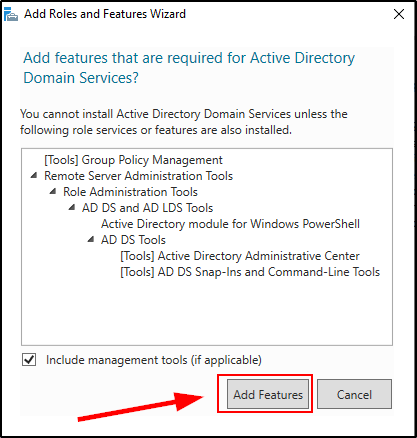 Add Roles and Features Wizard
Add features that are required for Active Directory
Domain Services?
You cannot install Active Directory Domain Services unless the
following role services or features are also installed.
[Tools] Group Policy Management
Remote Server Administration Tools
Role Administration Tools
AD DS and AD LDS Tools
Active Directory module for Windows PowerShell
AD DS Tools
[Tools] Active Directory Administrative Center
[Tools] AD DS Snap-Ins and Command-Line Tools
Include management tools (if applicable)
Add Features Cancel